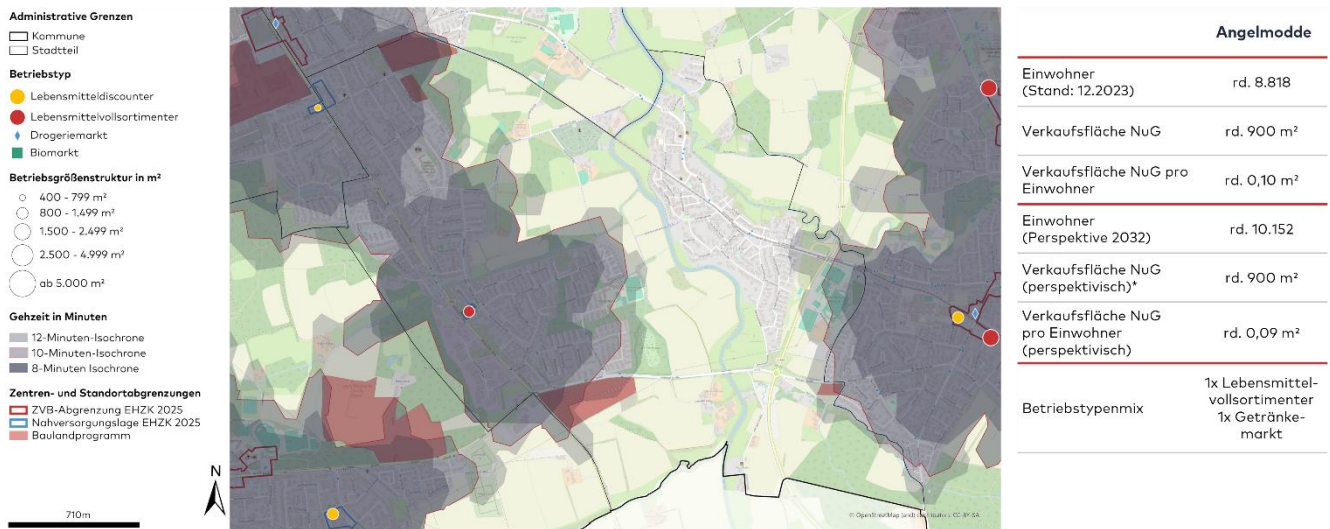 Administrative Grenzen
Kommune
Stadtteil
Betriebstyp
Lebensmitteldiscounter
Lebensmittelvollsortimenter
Drogeriemarkt
Biomarkt
Betriebsgrößenstruktur in m²
400 - 799 m²
800 - 1.499 m²
1.500 - 2.499 m²
2.500 - 4.999 m²
ab 5.000 m²
Gehzeit in Minuten
12-Minuten-Isochrone
10-Minuten-Isochrone
8-Minuten Isochrone
Zentren- und Standortabgrenzungen
ZVB-Abgrenzung EHZK 2025
Nahversorgungslage EHZK 2025
Baulandprogramm
N
710m
Angelmodde
Einwohner
(Stand: 12.2023)
rd. 8.818
Verkaufsfläche NuG
rd. 900 m²
Verkaufsfläche NuG pro
Einwohner
rd. 0,10 m²
Einwohner
(Perspektive 2032)
rd. 10.152
Verkaufsfläche NuG
(perspektivisch)*
rd. 900 m²
Verkaufsfläche NuG
pro Einwohner
(perspektivisch)
rd. 0,09 m²
Betriebstypenmix
1x Lebensmittel-
vollsortimenter
1x Getränke-
markt